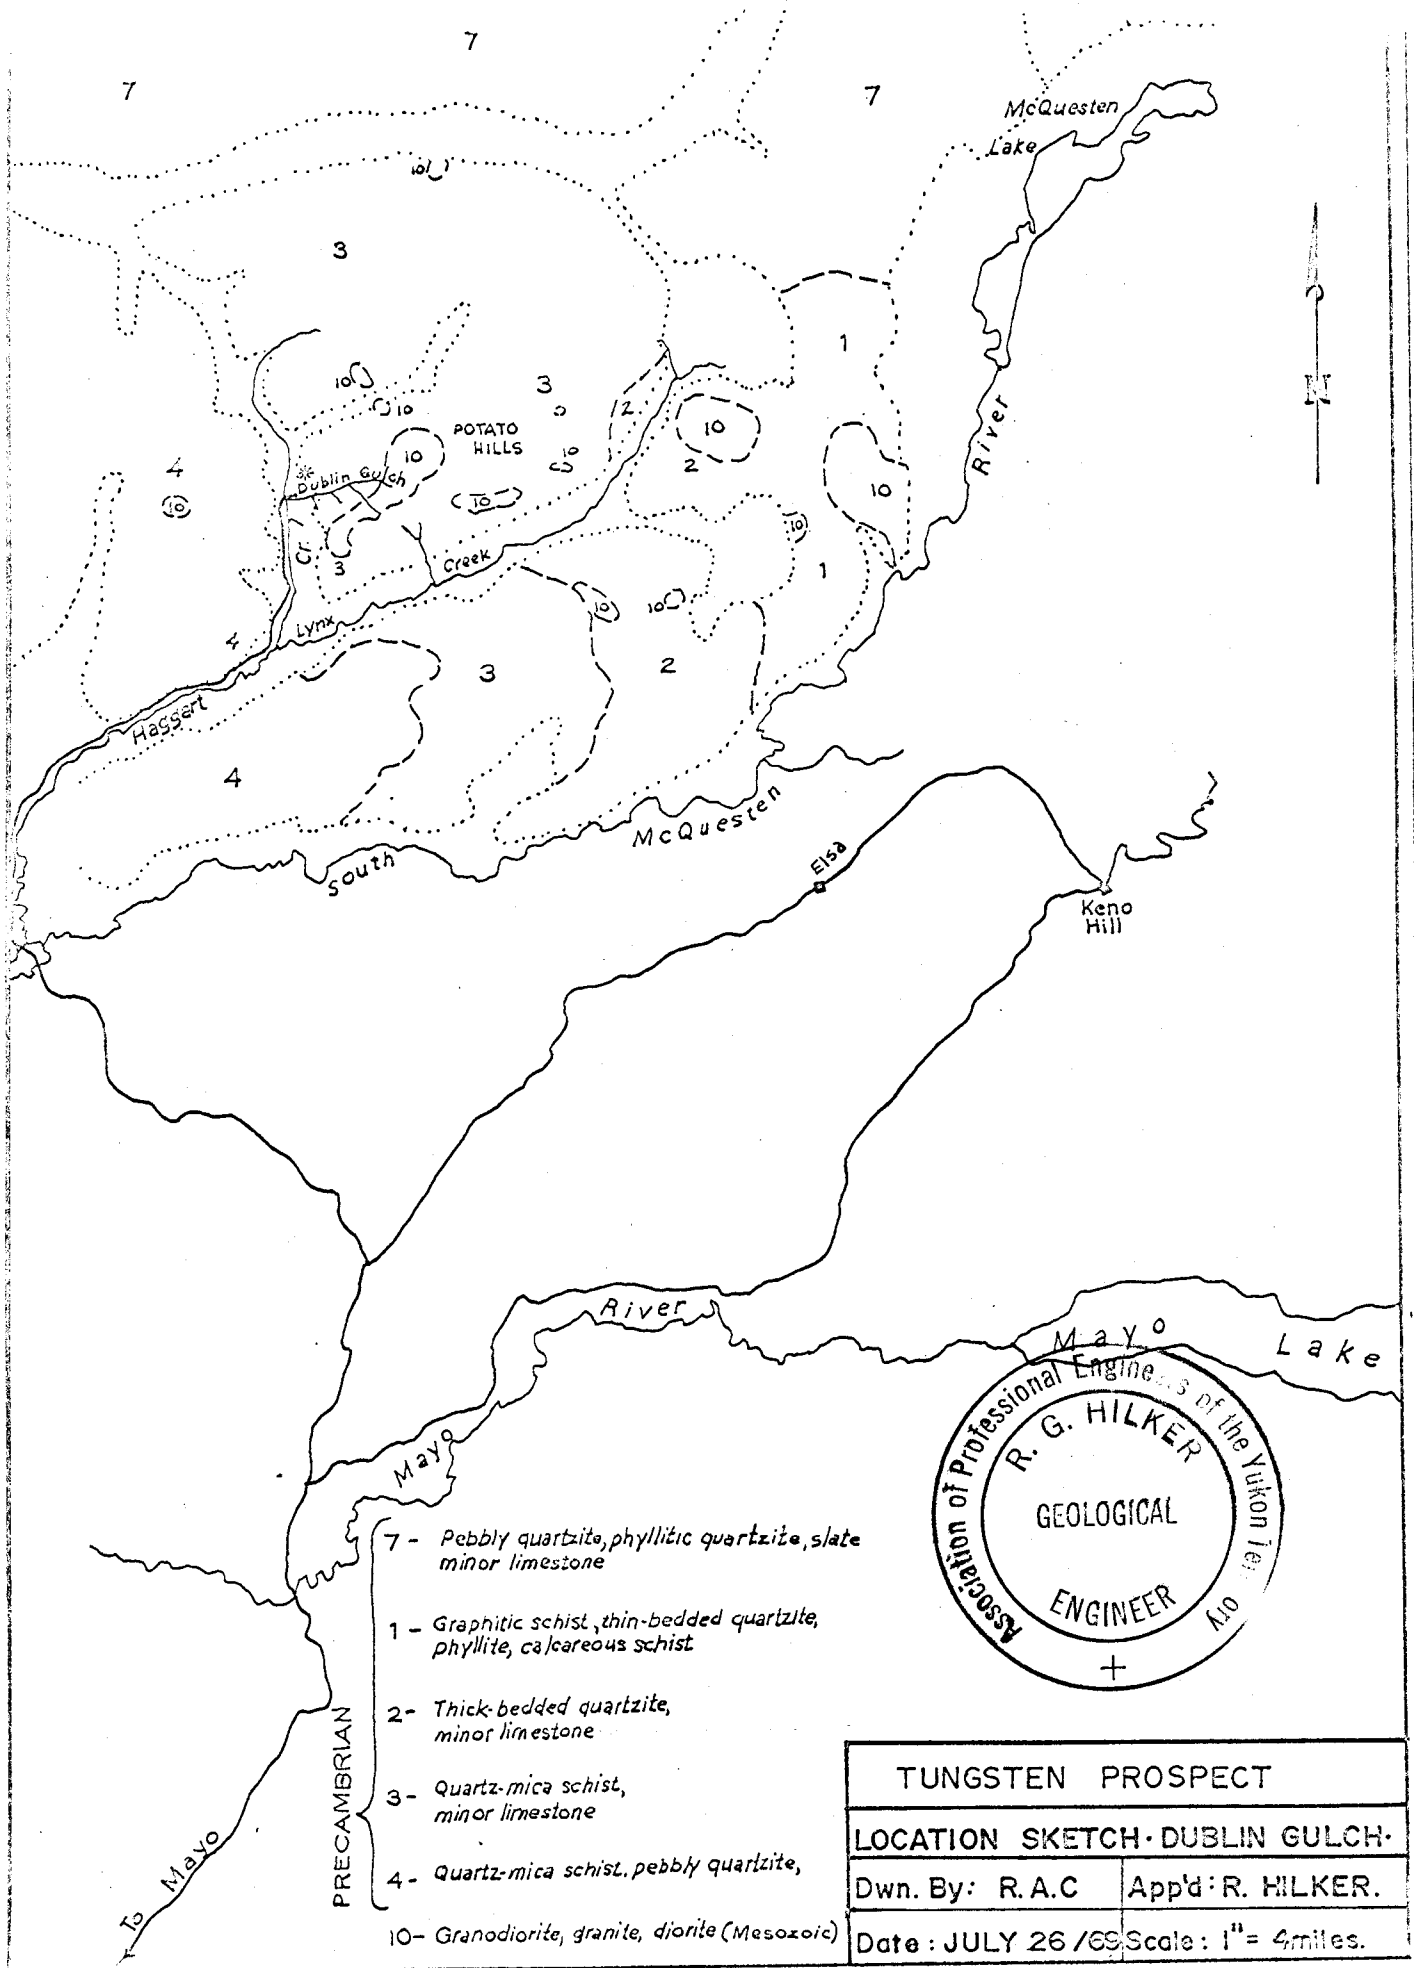 7
7
7
McQuesten
Lake
10
3
1
N
10
3
10
2
POTATO
HILLS
10
10
10
River
4
2
Dublin Gulch
10
10
10
10
Cr.
3
Creek
1
10
10
4
Lynx
3
2
Haggart
4
McQuesten
South
Elsa
Keno
Hill
River
Mayo
Lake
Mayo
Association of Professional Engineers of the Yukon Territory
R. G. HILKER
GEOLOGICAL
ENGINEER
PRECAMBRIAN
7 - Pebbly quartzite, phyllitic quartzite, slate
minor limestone
1 - Graphitic schist, thin-bedded quartzite,
phyllite, calcareous schist
2 - Thick-bedded quartzite,
minor limestone
3 - Quartz-mica schist,
minor limestone
4 - Quartz-mica schist, pebbly quartzite,
10 - Granodiorite, granite, diorite (Mesozoic)
To Mayo
TUNGSTEN PROSPECT
LOCATION SKETCH · DUBLIN GULCH ·
Dwn. By: R.A.C App'd: R. HILKER.
Date: JULY 26/69 Scale: 1" = 4 miles.